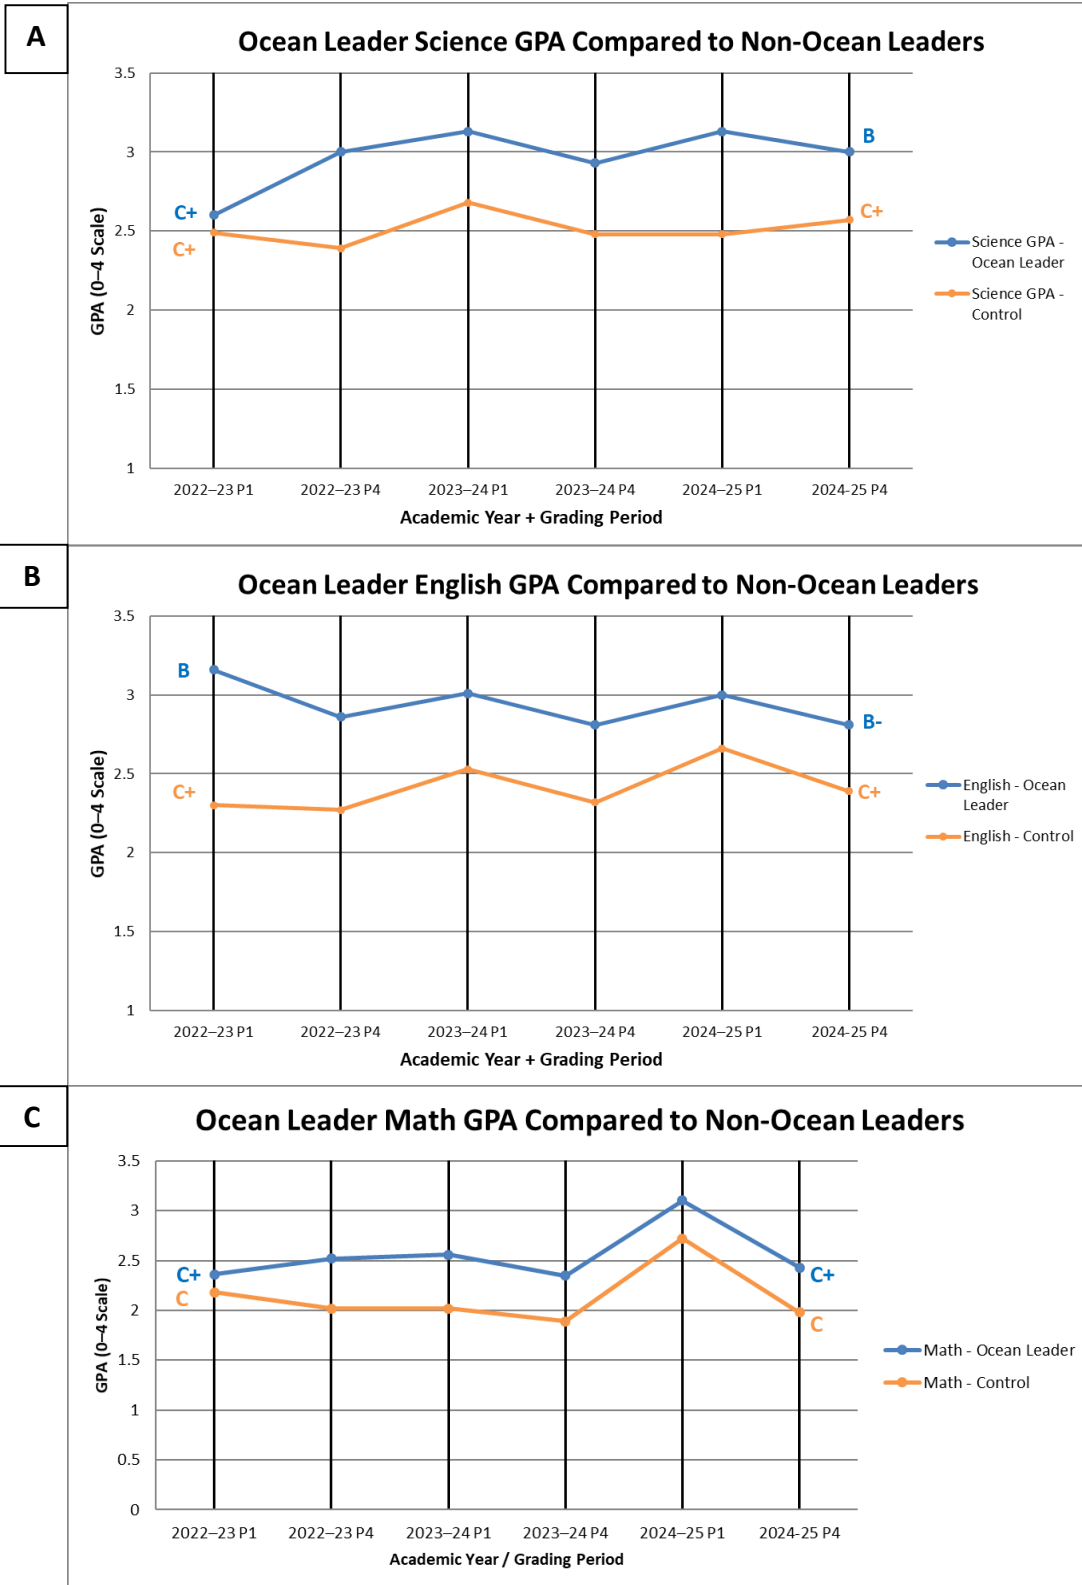 A
Ocean Leader Science GPA Compared to Non-Ocean Leaders
3.5
3
2.5
2
1.5
1
GPA (0–4 Scale)
C+
C+
B
C+
Science GPA -
Ocean Leader
Science GPA -
Control
2022–23 P1
2022–23 P4
2023–24 P1
2023–24 P4
2024–25 P1
2024-25 P4
Academic Year + Grading Period
B
Ocean Leader English GPA Compared to Non-Ocean Leaders
3.5
3
2.5
2
1.5
1
GPA (0–4 Scale)
B
C+
B-
C+
English - Ocean
Leader
English - Control
2022–23 P1
2022–23 P4
2023–24 P1
2023–24 P4
2024–25 P1
2024-25 P4
Academic Year + Grading Period
C
Ocean Leader Math GPA Compared to Non-Ocean Leaders
3.5
3
2.5
2
1.5
1
0.5
0
GPA (0–4 Scale)
C+
C
C+
C
Math - Ocean Leader
Math - Control
2022–23 P1
2022–23 P4
2023–24 P1
2023–24 P4
2024–25 P1
2024-25 P4
Academic Year / Grading Period